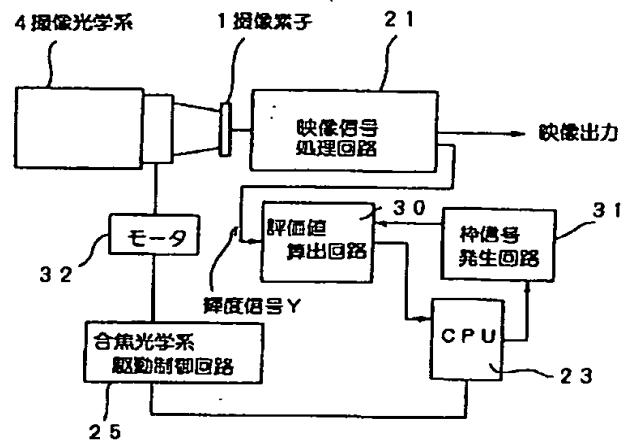 4撮像光学系
1撮像素子
21
映像信号
処理回路
映像出力
30
31
評価値
算出回路
枠信号
発生回路
モータ
32
輝度信号Y
CPU
合焦光学系
駆動制御回路
23
25